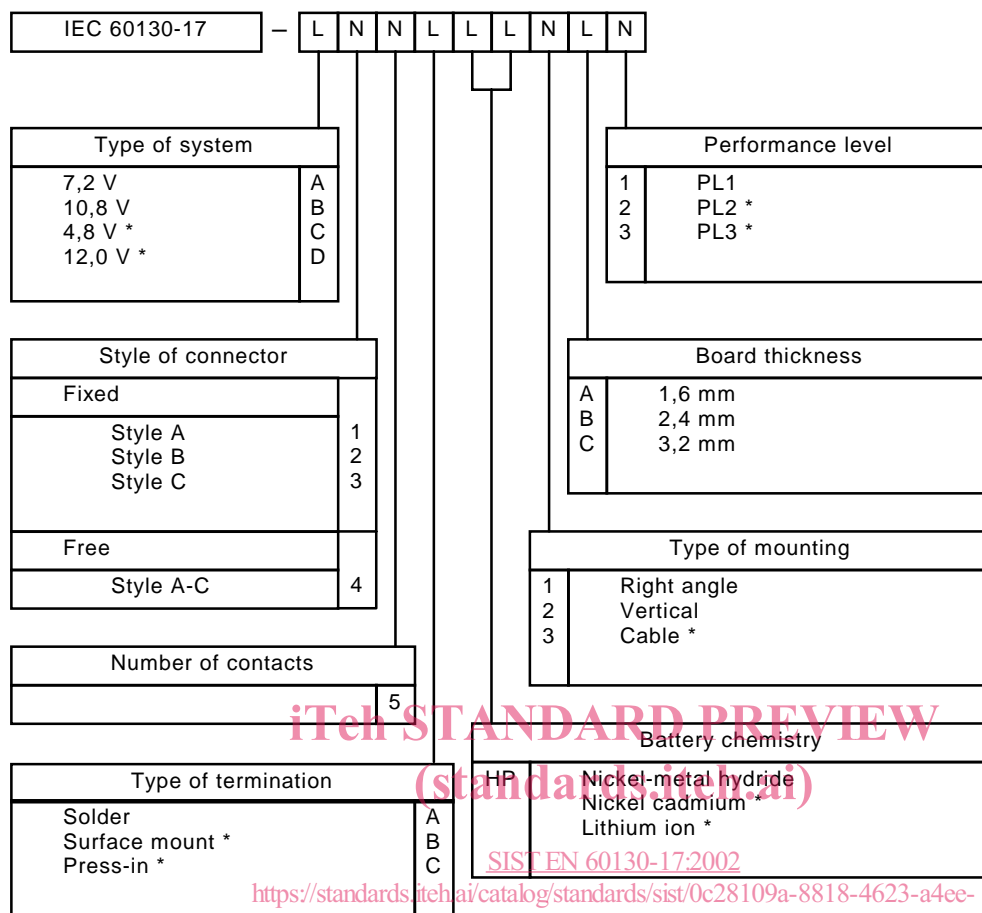 IEC 60130-17 – L N N L L L N L N
Type of system
7,2 V A
10,8 V B
4,8 V * C
12,0 V * D
Performance level
1 PL1
2 PL2 *
3 PL3 *
Style of connector
Fixed
Style A 1
Style B 2
Style C 3
Free
Style A-C 4
Board thickness
A 1,6 mm
B 2,4 mm
C 3,2 mm
Type of mounting
1 Right angle
2 Vertical
3 Cable *
Number of contacts
5
iTeh STANDARD PREVIEW
(standards.iteh.ai)
Battery chemistry
HP Nickel-metal hydride
Nickel cadmium *
Lithium ion *
Type of termination
Solder A
Surface mount * B
Press-in * C
SIST EN 60130-17:2002
https://standards.iteh.ai/catalog/standards/sist/0c28109a-8818-4623-a4ee-